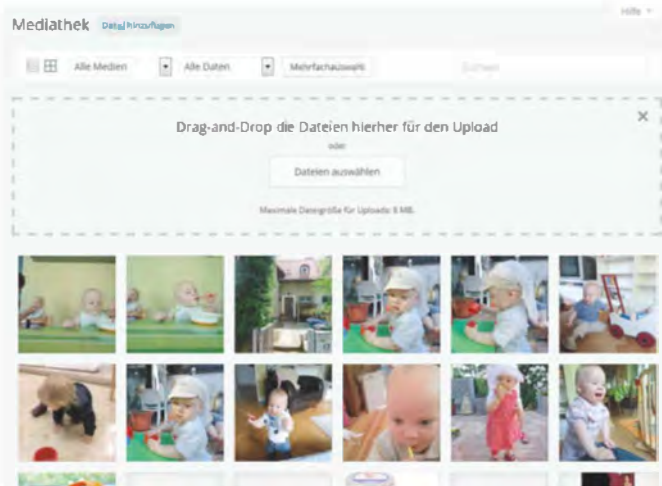 Hilfe
Mediathek Datei hinzufügen
Alle Medien Alle Daten Mehrfachauswahl Suchen
Drag-and-Drop die Dateien hierher für den Upload
oder
Dateien auswählen
Maximale Dateigröße für Uploads: 8 MB.